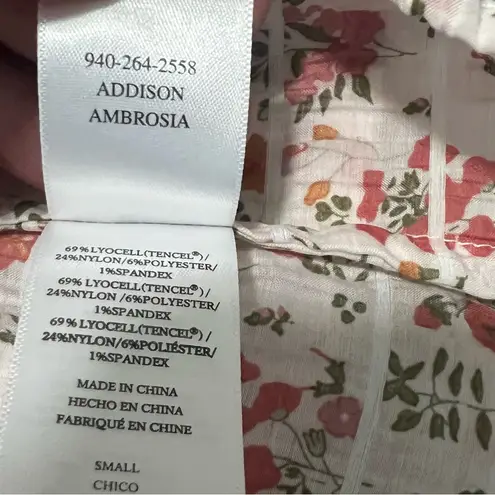 940-264-2558
ADDISON
AMBROSIA
69%LYOCELL(TENCEL®)/
24%NYLON/6%POLYESTER/
1%SPANDEX
69%LYOCELL(TENCEL®)/
24%NYLON/6%POLYESTER/
1%SPANDEX
69%LYOCELL(TENCEL®)/
24%NYLON/6%POLIÉSTER/
1%SPANDEX
MADE IN CHINA
HECHO EN CHINA
FABRIQUÉ EN CHINE
SMALL
CHICO